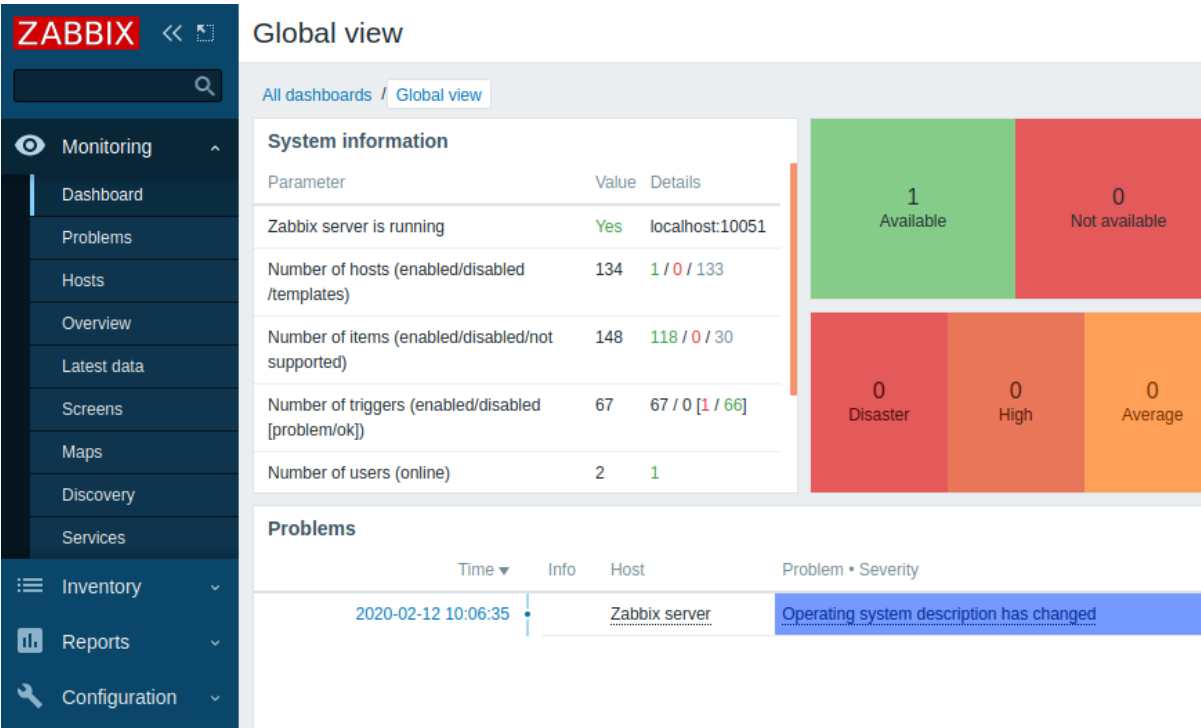 ZABBIX
Global view
All dashboards / Global view
Monitoring
Dashboard
Problems
Hosts
Overview
Latest data
Screens
Maps
Discovery
Services
Inventory
Reports
Configuration
System information
Parameter Value Details
Zabbix server is running Yes localhost:10051
Number of hosts (enabled/disabled 134 1 / 0 / 133
/templates)
Number of items (enabled/disabled/not 148 118 / 0 / 30
supported)
Number of triggers (enabled/disabled 67 67 / 0 [1 / 66]
[problem/ok])
Number of users (online) 2 1
1
Available
0
Not available
0
Disaster
0
High
0
Average
Problems
Time Info Host Problem • Severity
2020-02-12 10:06:35 Zabbix server Operating system description has changed